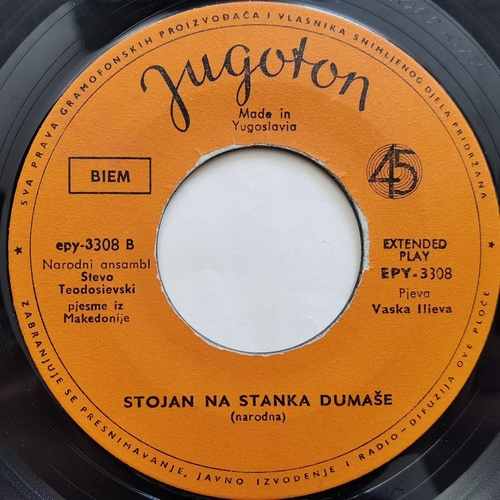 SVA PRAVA GRAMOFONSKIH PROIZVOĐAČA I VLASNIKA SNIMLJENOG DJELA PRIDRŽANA
Jugoton
Made in
Yugoslavia
BIEM
45
epy-3308 B
Narodni ansambl
Stevo
Teodosievski
pjesme iz
Makedonije
EXTENDED
PLAY
EPY-3308
Pjeva
Vaska Ilieva
STOJAN NA STANKA DUMAŠE
(narodna)
ZABRANJUJE SE PRESNIMAVANJE, JAVNO IZVOĐENJE I RADIO-DIFUZIJA OVE PLOČE